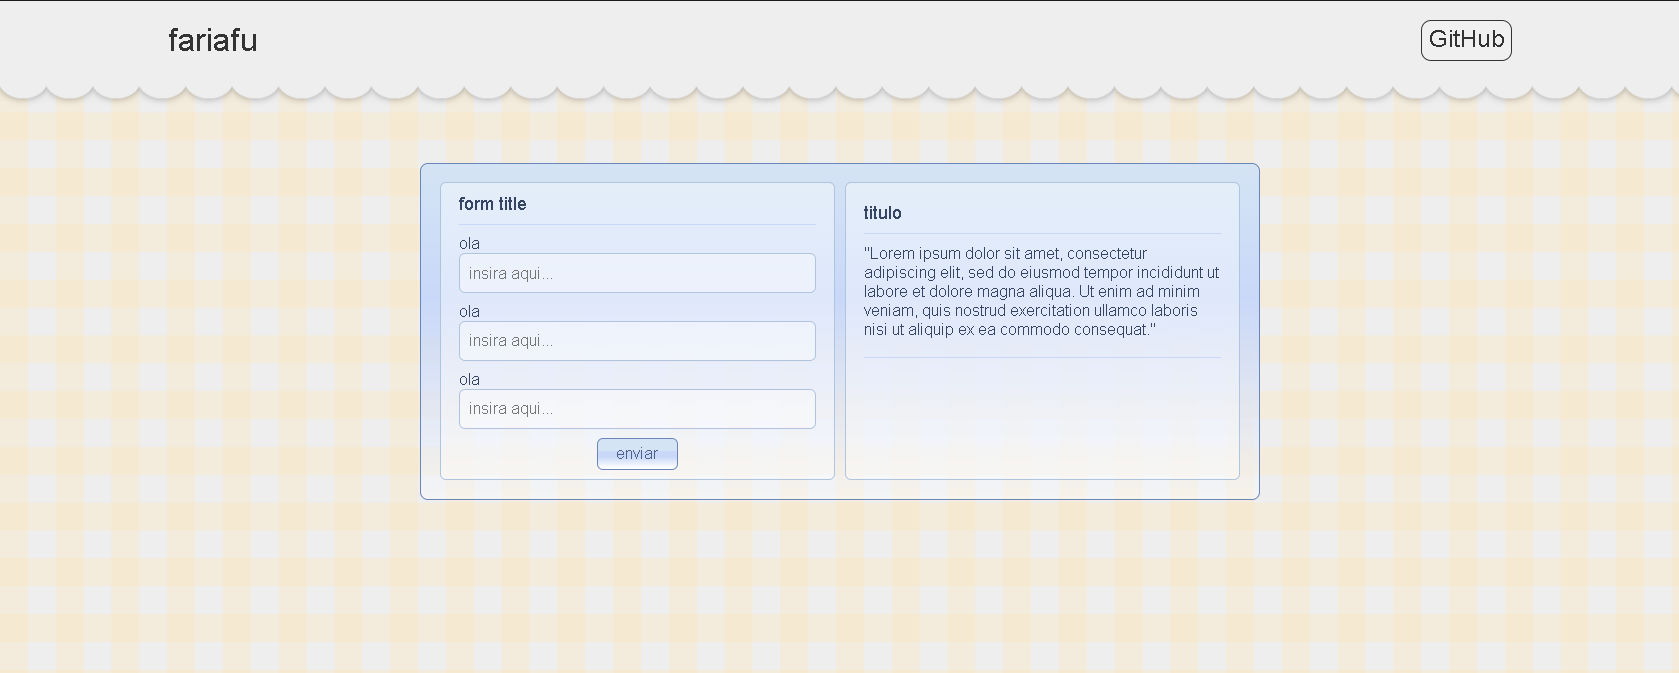 fariafu
GitHub
form title
ola
insira aqui...
ola
insira aqui...
ola
insira aqui...
enviar
titulo
"Lorem ipsum dolor sit amet, consectetur
adipiscing elit, sed do eiusmod tempor incididunt ut
labore et dolore magna aliqua. Ut enim ad minim
veniam, quis nostrud exercitation ullamco laboris
nisi ut aliquip ex ea commodo consequat."